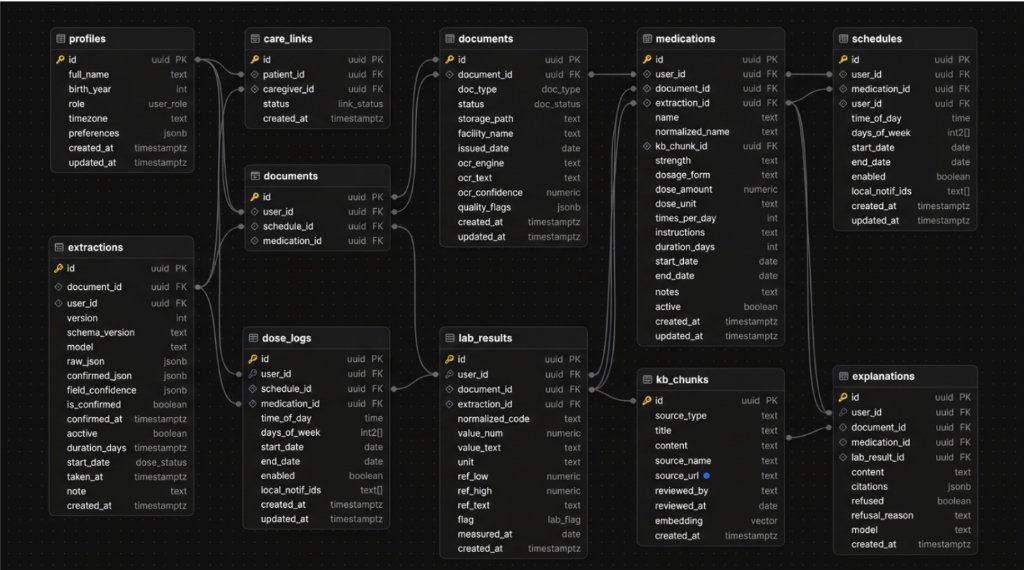 profiles
id uuid PK
full_name text
birth_year int
role user_role
timezone text
preferences jsonb
created_at timestamptz
updated_at timestamptz
care_links
id uuid PK
patient_id uuid FK
caregiver_id uuid FK
status link_status
created_at timestamptz
documents
id uuid PK
user_id uuid FK
schedule_id uuid FK
medication_id uuid FK
extractions
id uuid PK
document_id uuid FK
user_id uuid FK
version int
schema_version text
model text
raw_json jsonb
confirmed_json jsonb
field_confidence jsonb
is_confirmed boolean
confirmed_at timestamptz
aoctive boolean
duration_days timestamptz
start_date dose_status
taken_at timestamptz
note text
created_at timestamptz
dose_logs
id uuid PK
user_id uuid FK
schedule_id uuid FK
medication_id uuid FK
time_of_day time
days_of_week int2[]
start_date date
end_date date
enabled boolean
local_notif_ids text[]
created_at timestamptz
updated_at timestamptz
documents
id uuid PK
document_id uuid FK
doc_type doc_type
status doc_status
storage_path text
facility_name text
issued_date date
ocr_engine text
ocr_text text
ocr_confidence numeric
quality_flags jsonb
created_at timestamptz
updated_at timestamptz
lab_results
id uuid PK
user_id uuid FK
document_id uuid FK
extraction_id uuid FK
normalized_code text
value_num numeric
value_text text
unit text
ref_low numeric
ref_high numeric
ref_text text
flag lab_flag
measured_at date
created_at timestamptz
medications
id uuid PK
user_id uuid FK
document_id uuid FK
extraction_id uuid FK
name text
normalized_name text
kb_chunk_id uuid FK
strength text
dosage_form text
dose_amount numeric
dose_unit text
times_per_day int
instructions text
duration_days int
start_date date
end_date date
notes text
active boolean
created_at timestamptz
updated_at timestamptz
kb_chunks
id uuid PK
source_type text
title text
content text
source_name text
source_url text
reviewed_by text
reviewed_at date
embedding vector
created_at timestamptz
schedules
id uuid PK
user_id uuid FK
medication_id uuid FK
user_id uuid FK
time_of_day time
days_of_week int2[]
start_date date
end_date date
enabled boolean
local_notif_ids text[]
created_at timestamptz
updated_at timestamptz
explanations
id uuid PK
user_id uuid FK
document_id uuid FK
medication_id uuid FK
lab_result_id uuid FK
content text
citations jsonb
refused boolean
refusal_reason text
model text
created_at timestamptz